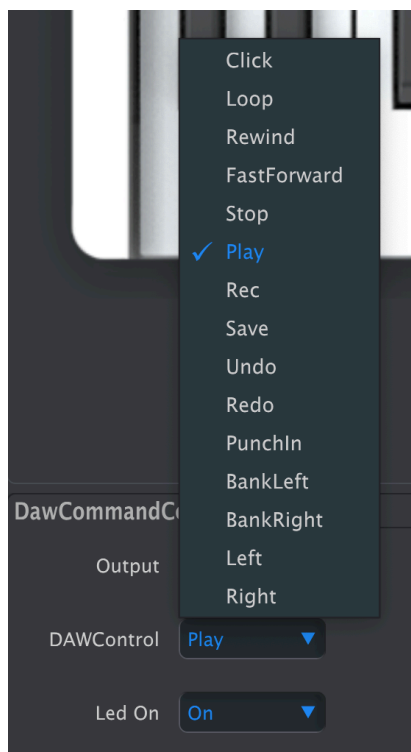 Click
Loop
Rewind
FastForward
Stop
✓ Play
Rec
Save
Undo
Redo
PunchIn
BankLeft
BankRight
Left
Right
DawCommandC
Output
DAWControl Play
Led On On